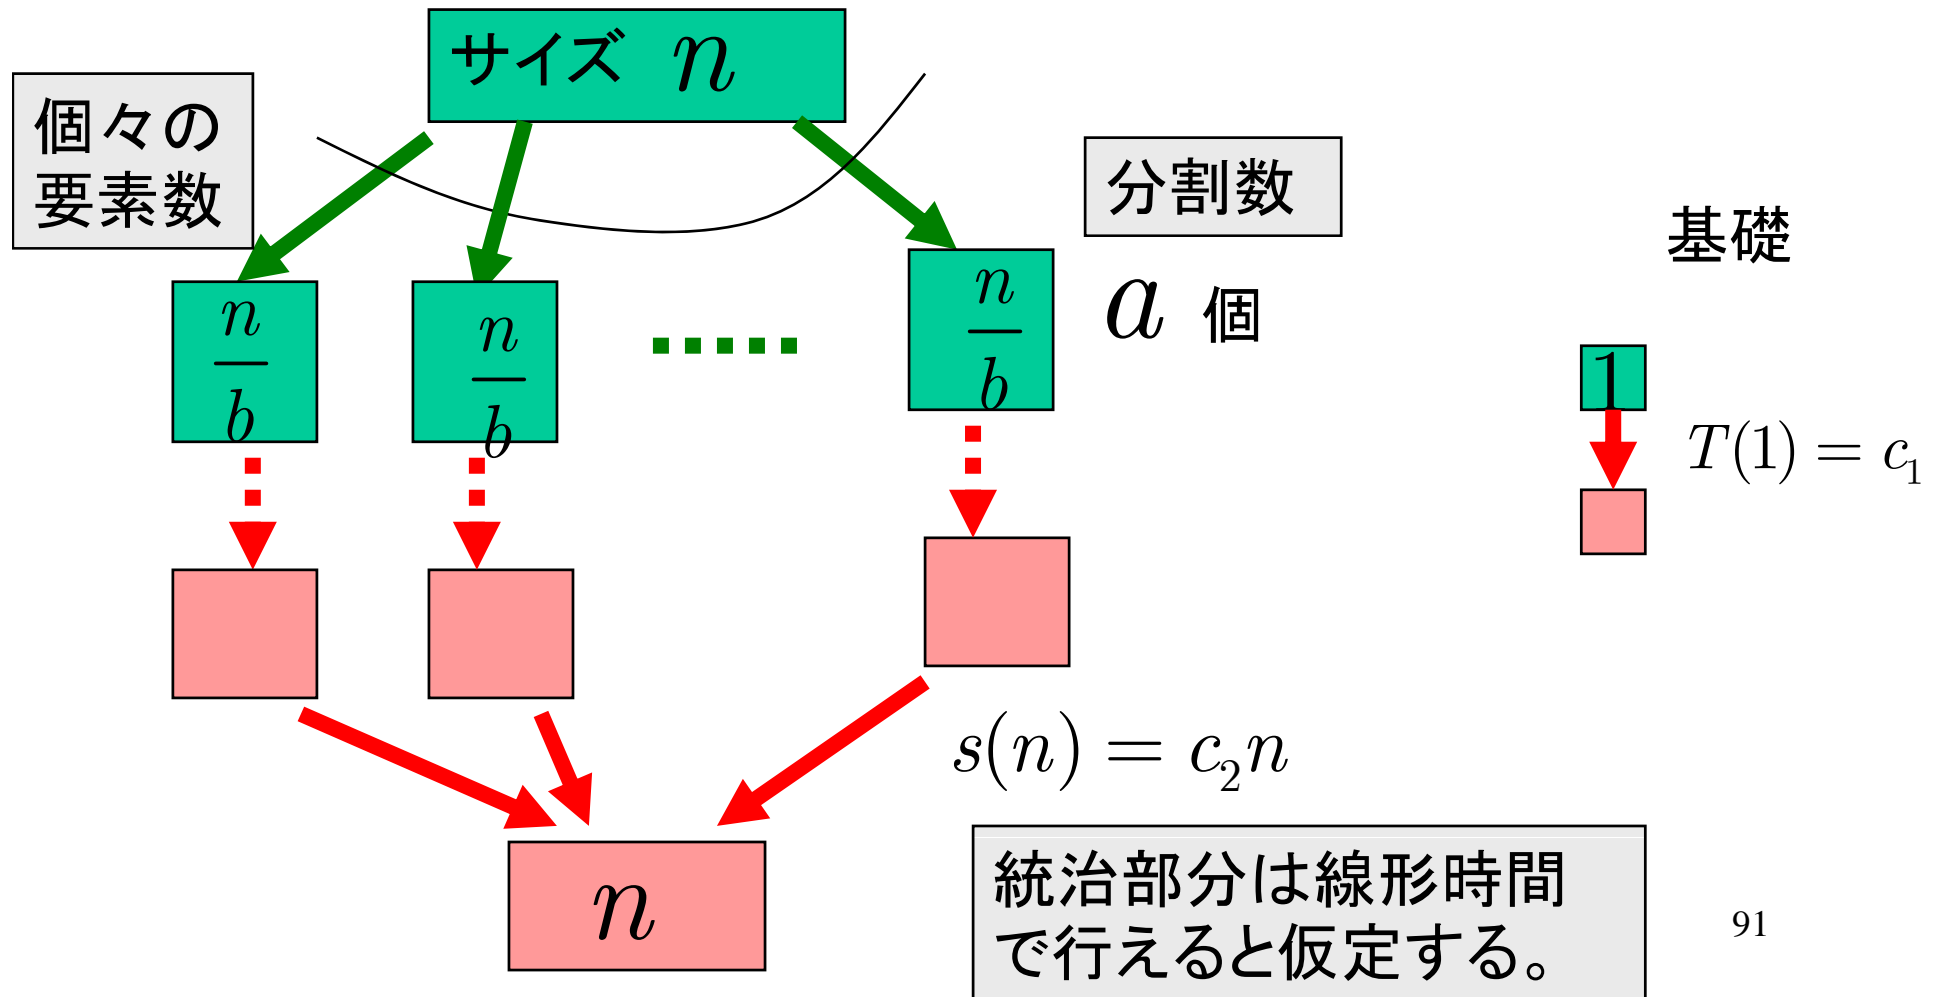 サイズ n
個々の
要素数
分割数
a 個
基礎
n/b
n/b
n/b
1
T(1) = c₁
s(n) = c₂n
n
統治部分は線形時間
で行えると仮定する。
91